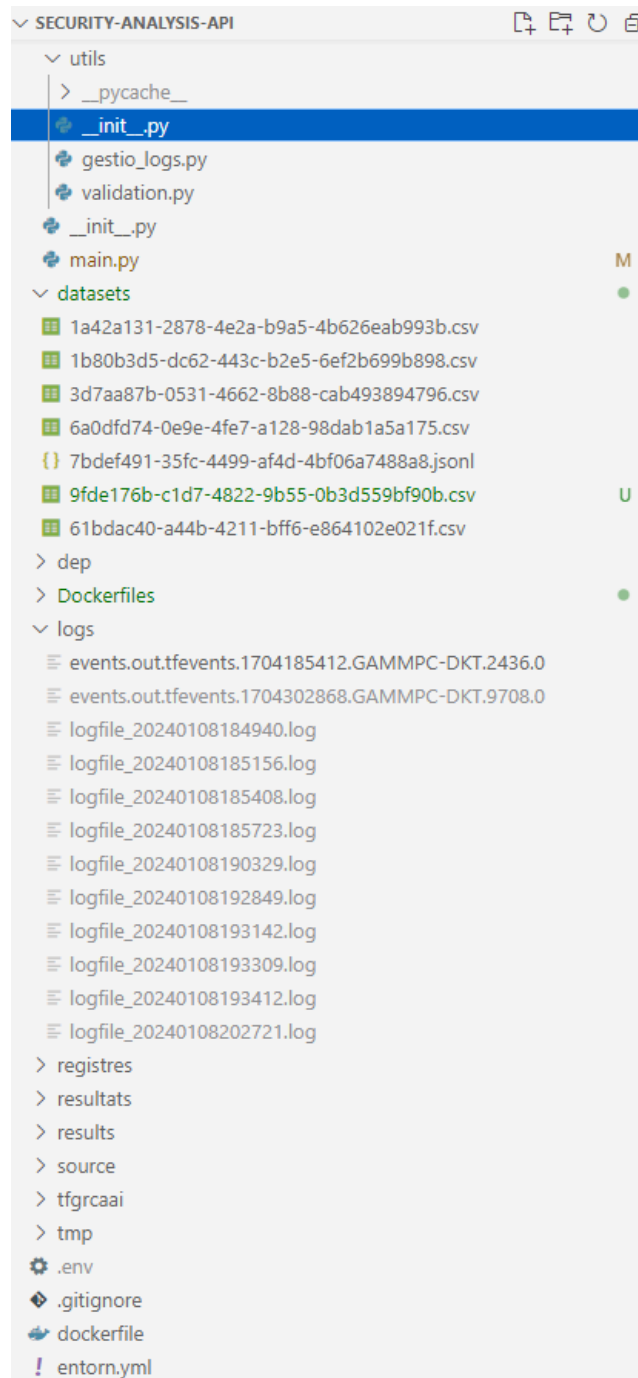 SECURITY-ANALYSIS-API
utils
__pycache__
__init__.py
gestio_logs.py
validation.py
__init__.py
main.py M
datasets
1a42a131-2878-4e2a-b9a5-4b626eab993b.csv
1b80b3d5-dc62-443c-b2e5-6ef2b699b898.csv
3d7aa87b-0531-4662-8b88-cab493894796.csv
6a0dfd74-0e9e-4fe7-a128-98dab1a5a175.csv
7bdef491-35fc-4499-af4d-4bf06a7488a8.jsonl
9fde176b-c1d7-4822-9b55-0b3d559bf90b.csv U
61bdac40-a44b-4211-bff6-e864102e021f.csv
dep
Dockerfiles
logs
events.out.tfevents.1704185412.GAMMPC-DKT.2436.0
events.out.tfevents.1704302868.GAMMPC-DKT.9708.0
logfile_20240108184940.log
logfile_20240108185156.log
logfile_20240108185408.log
logfile_20240108185723.log
logfile_20240108190329.log
logfile_20240108192849.log
logfile_20240108193142.log
logfile_20240108193309.log
logfile_20240108193412.log
logfile_20240108202721.log
registres
resultats
results
source
tfgrcaai
tmp
.env
.gitignore
dockerfile
entorn.yml